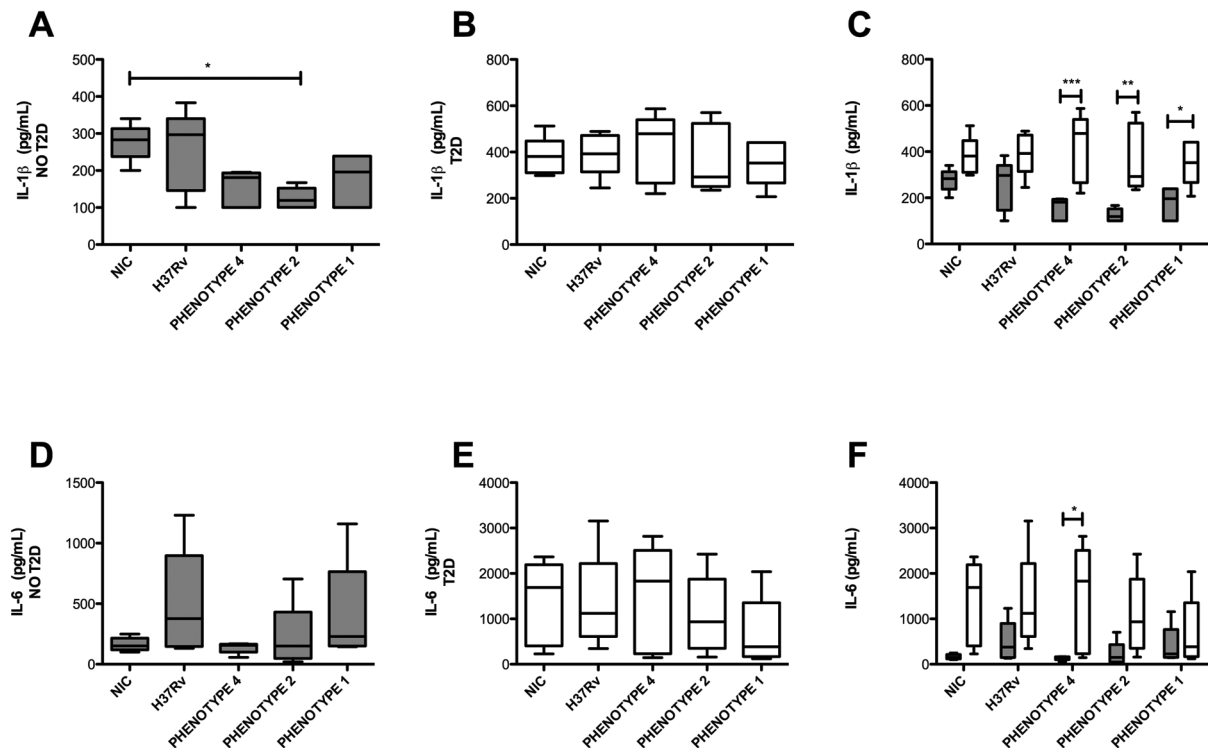 A
IL-1β (pg/mL)
NO T2D
500
400
300
200
100
0
*
NIC
H37Rv
PHENOTYPE 4
PHENOTYPE 2
PHENOTYPE 1
B
IL-1β (pg/mL)
T2D
800
600
400
200
0
NIC
H37Rv
PHENOTYPE 4
PHENOTYPE 2
PHENOTYPE 1
C
IL-1β (pg/mL)
800
600
400
200
0
***
**
*
NIC
H37Rv
PHENOTYPE 4
PHENOTYPE 2
PHENOTYPE 1
D
IL-6 (pg/mL)
NO T2D
1500
1000
500
0
NIC
H37Rv
PHENOTYPE 4
PHENOTYPE 2
PHENOTYPE 1
E
IL-6 (pg/mL)
T2D
4000
3000
2000
1000
0
NIC
H37Rv
PHENOTYPE 4
PHENOTYPE 2
PHENOTYPE 1
F
IL-6 (pg/mL)
4000
3000
2000
1000
0
*
NIC
H37Rv
PHENOTYPE 4
PHENOTYPE 2
PHENOTYPE 1